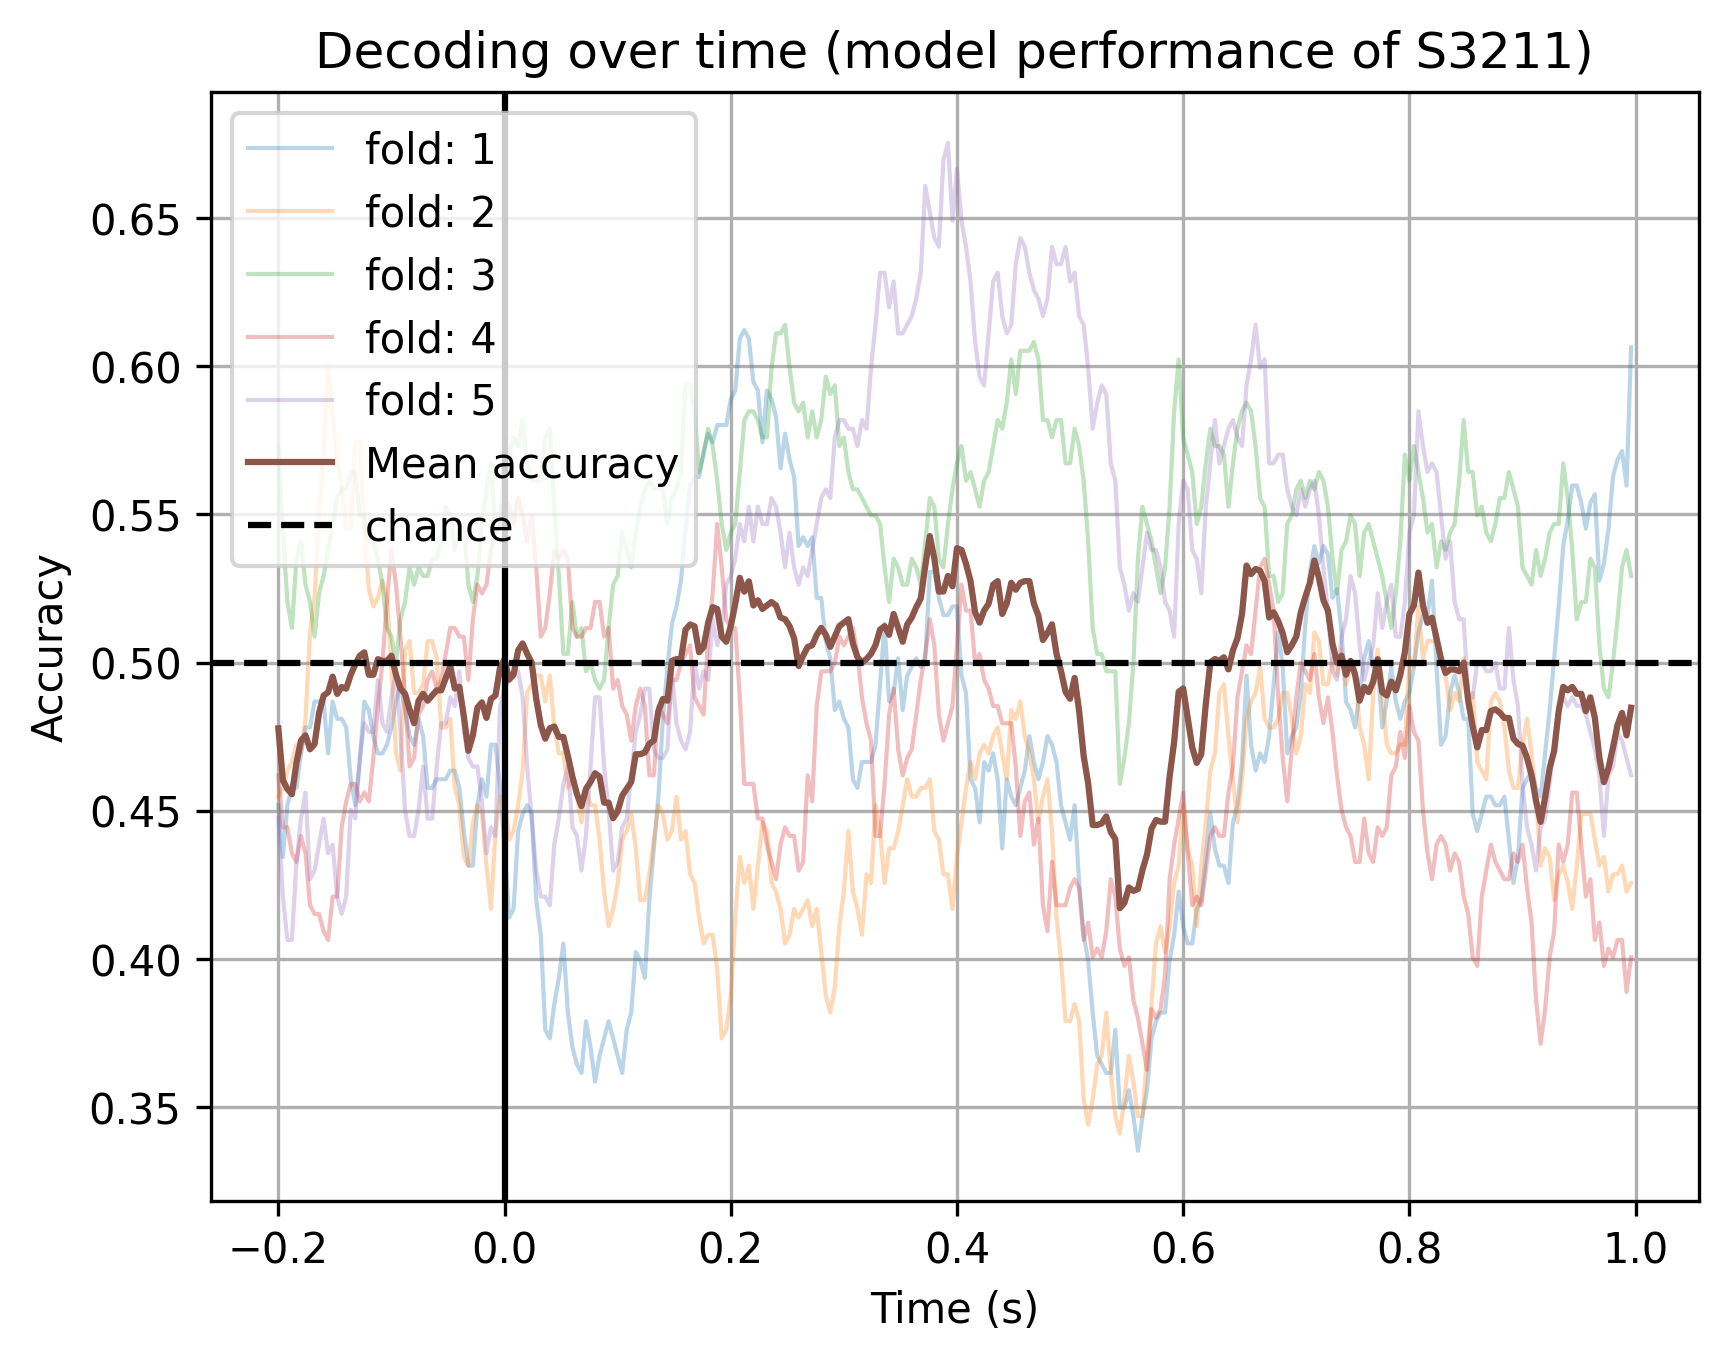 Decoding over time (model performance of S3211)
fold: 1
fold: 2
fold: 3
fold: 4
fold: 5
Mean accuracy
chance
Accuracy
0.65
0.60
0.55
0.50
0.45
0.40
0.35
−0.2 0.0 0.2 0.4 0.6 0.8 1.0
Time (s)